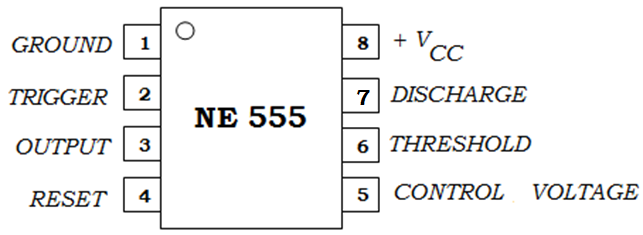 GROUND 1 8 + VCC
TRIGGER 2 7 DISCHARGE
NE 555
OUTPUT 3 6 THRESHOLD
RESET 4 5 CONTROL VOLTAGE